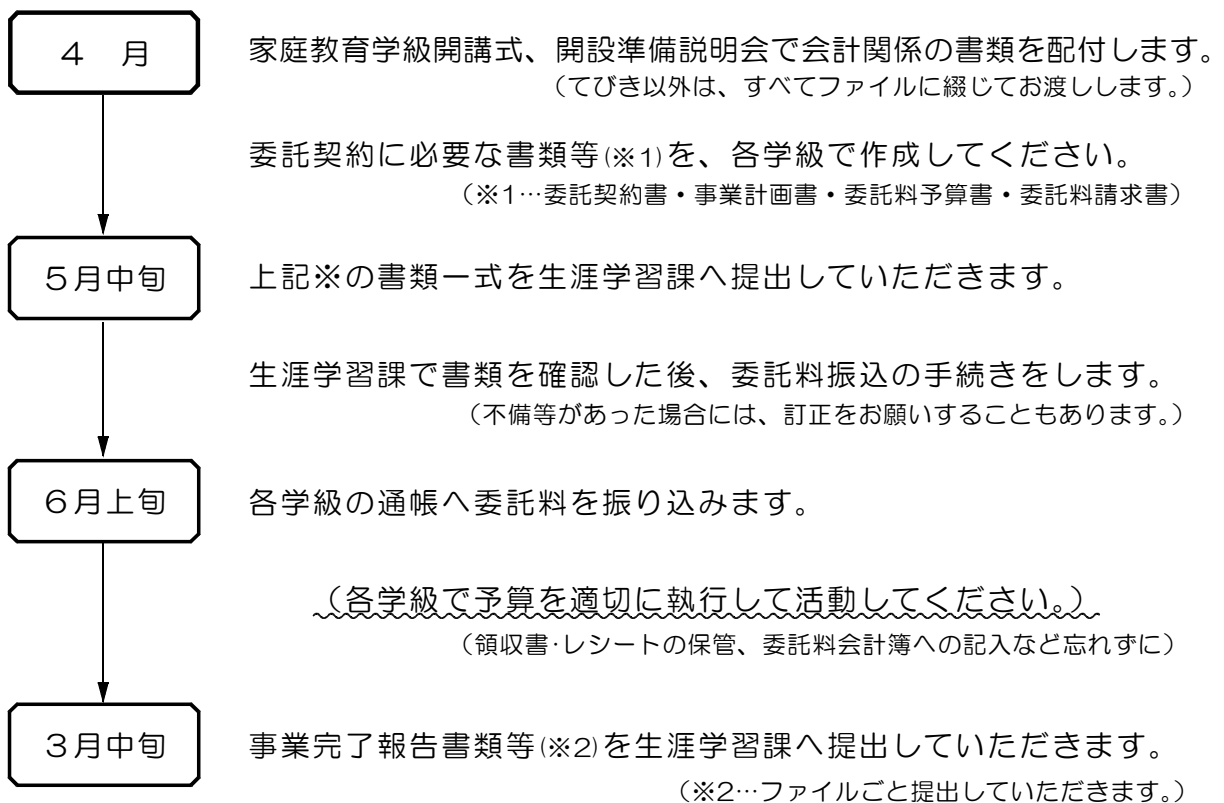 ４　月
家庭教育学級開講式、開設準備説明会で会計関係の書類を配付します。
（てびき以外は、すべてファイルに綴じてお渡しします。）
委託契約に必要な書類等(※1)を、各学級で作成してください。
（※1…委託契約書・事業計画書・委託料予算書・委託料請求書）
５月中旬
上記※の書類一式を生涯学習課へ提出していただきます。
生涯学習課で書類を確認した後、委託料振込の手続きをします。
（不備等があった場合には、訂正をお願いすることもあります。）
６月上旬
各学級の通帳へ委託料を振り込みます。
（各学級で予算を適切に執行して活動してください。）
（領収書･レシートの保管、委託料会計簿への記入など忘れずに）
３月中旬
事業完了報告書類等(※2)を生涯学習課へ提出していただきます。
（※2…ファイルごと提出していただきます。）